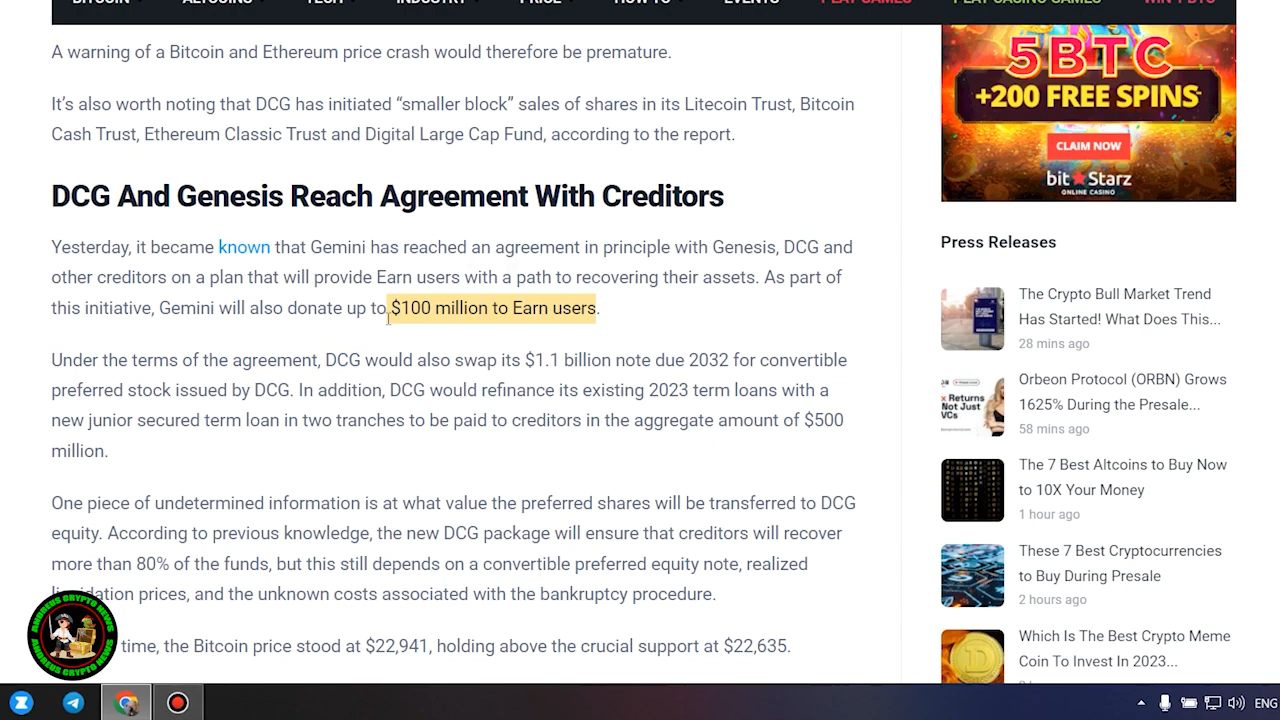 BITCOIN ALTCOINS TECH INDUSTRY PRICE HOW TO EVENTS PLAY GAMES PLAY CASINO GAMES WIN 1 BTC
A warning of a Bitcoin and Ethereum price crash would therefore be premature.
It’s also worth noting that DCG has initiated “smaller block” sales of shares in its Litecoin Trust, Bitcoin
Cash Trust, Ethereum Classic Trust and Digital Large Cap Fund, according to the report.
DCG And Genesis Reach Agreement With Creditors
Yesterday, it became known that Gemini has reached an agreement in principle with Genesis, DCG and
other creditors on a plan that will provide Earn users with a path to recovering their assets. As part of
this initiative, Gemini will also donate up to $100 million to Earn users.
Under the terms of the agreement, DCG would also swap its $1.1 billion note due 2032 for convertible
preferred stock issued by DCG. In addition, DCG would refinance its existing 2023 term loans with a
new junior secured term loan in two tranches to be paid to creditors in the aggregate amount of $500
million.
One piece of undetermined information is at what value the preferred shares will be transferred to DCG
equity. According to previous knowledge, the new DCG package will ensure that creditors will recover
more than 80% of the funds, but this still depends on a convertible preferred equity note, realized
liquidation prices, and the unknown costs associated with the bankruptcy procedure.
time, the Bitcoin price stood at $22,941, holding above the crucial support at $22,635.
5 BTC
+200 FREE SPINS
CLAIM NOW
bitStarz
ONLINE CASINO
Press Releases
The Crypto Bull Market Trend
Has Started! What Does This...
28 mins ago
Orbeon Protocol (ORBN) Grows
1625% During the Presale...
58 mins ago
x Returns
Not Just
VCs
The 7 Best Altcoins to Buy Now
to 10X Your Money
1 hour ago
These 7 Best Cryptocurrencies
to Buy During Presale
2 hours ago
Which Is The Best Crypto Meme
Coin To Invest In 2023...
ANDREUS CRYPTO NEWS
ANDREUS CRYPTO NEWS
ENG